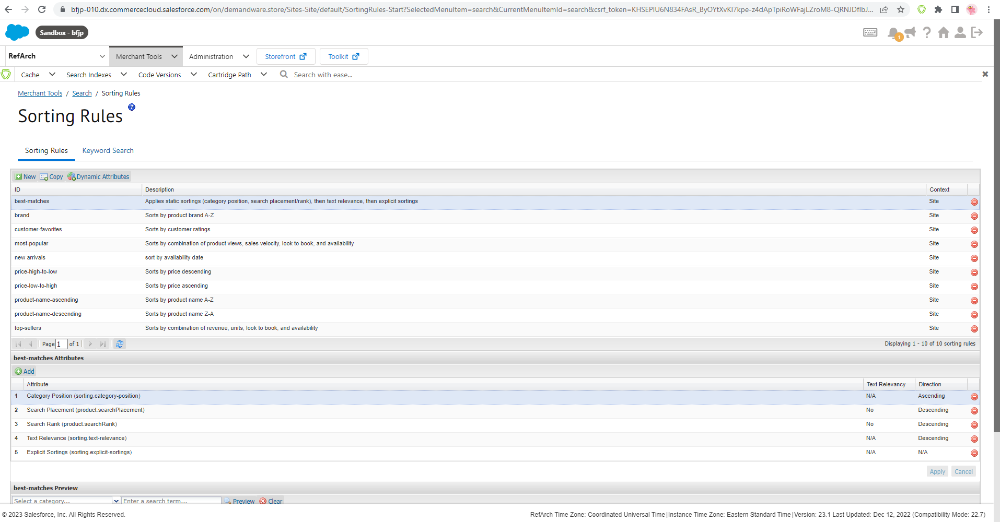 bfjp-010.dx.commercecloud.salesforce.com/on/demandware.store/Sites-Site/default/SortingRules-Start?SelectedMenuItem=search&CurrentMenuItemId=search&csrf_token=KHSEPIU6N834FAsR_ByOYtXvKI7kpe-z4dApTpiRoWFajLZroM8-QRNJDfIbJ...
Sandbox - bfjp
1
RefArch
Merchant Tools
Administration
Storefront
Toolkit
Cache
Search Indexes
Code Versions
Cartridge Path
Search with ease...
Merchant Tools / Search / Sorting Rules
Sorting Rules ?
Sorting Rules
Keyword Search
New Copy Dynamic Attributes
ID Description Context
best-matches Applies static sortings (category position, search placement/rank), then text relevance, then explicit sortings Site
brand Sorts by product brand A-Z Site
customer-favorites Sorts by customer ratings Site
most-popular Sorts by combination of product views, sales velocity, look to book, and availability Site
new arrivals sort by availability date Site
price-high-to-low Sorts by price descending Site
price-low-to-high Sorts by price ascending Site
product-name-ascending Sorts by product name A-Z Site
product-name-descending Sorts by product name Z-A Site
top-sellers Sorts by combination of revenue, units, look to book, and availability Site
Page 1 of 1 Displaying 1 - 10 of 10 sorting rules
best-matches Attributes
Add
Attribute Text Relevancy Direction
1 Category Position (sorting.category-position) N/A Ascending
2 Search Placement (product.searchPlacement) No Descending
3 Search Rank (product.searchRank) No Descending
4 Text Relevance (sorting.text-relevance) N/A Descending
5 Explicit Sortings (sorting.explicit-sortings) N/A N/A
Apply Cancel
best-matches Preview
Select a category... Enter a search term... Preview Clear
© 2023 Salesforce, Inc. All Rights Reserved. RefArch Time Zone: Coordinated Universal Time | Instance Time Zone: Eastern Standard Time | Version: 23.1 Last Updated: Dec 12, 2022 (Compatibility Mode: 22.7)